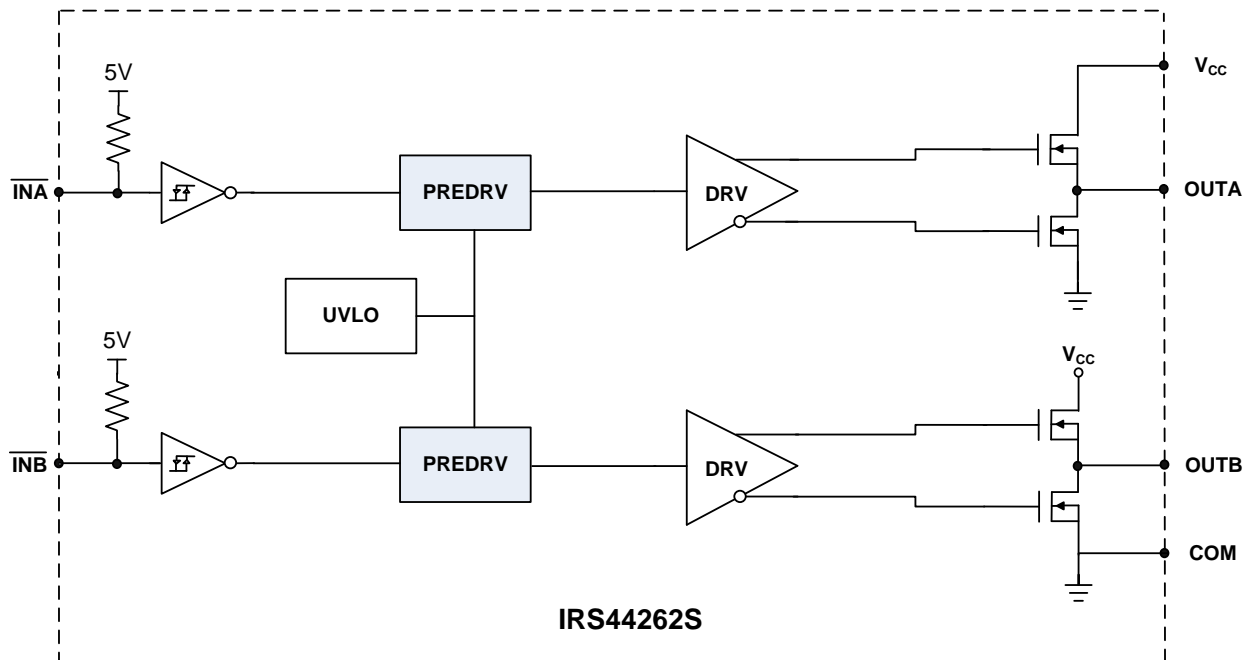 5V
V_CC
INA
PREDRV
DRV
OUTA
UVLO
5V
V_CC
INB
PREDRV
DRV
OUTB
COM
IRS44262S